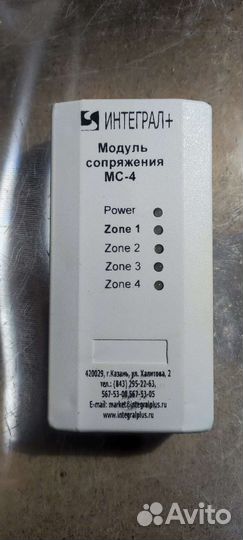 ИНТЕГРАЛ+
Модуль
сопряжения
МС-4
Power
Zone 1
Zone 2
Zone 3
Zone 4
420029, г.Казань, ул. Халитова, 2
тел.: (843) 295-22-63,
567-53-00,567-53-05
E-mail: market@integralplus.ru
www.integralplus.ru
Avito